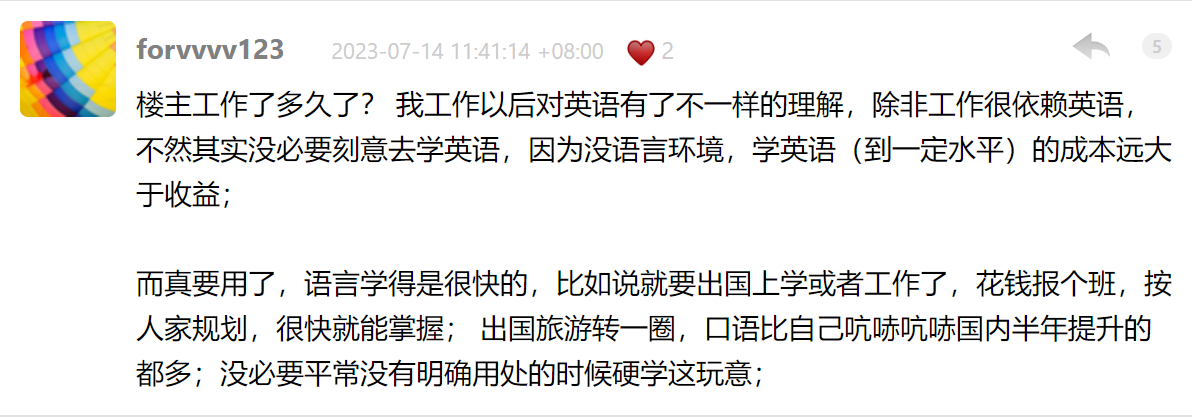 forvvvv123 2023-07-14 11:41:14 +08:00 2 5
楼主工作了多久了？ 我工作以后对英语有了不一样的理解，除非工作很依赖英语，
不然其实没必要刻意去学英语，因为没语言环境，学英语（到一定水平）的成本远大
于收益；
而真要用了，语言学得是很快的，比如说就要出国上学或者工作了，花钱报个班，按
人家规划，很快就能掌握； 出国旅游转一圈，口语比自己吭哧吭哧国内半年提升的
都多；没必要平常没有明确用处的时候硬学这玩意；